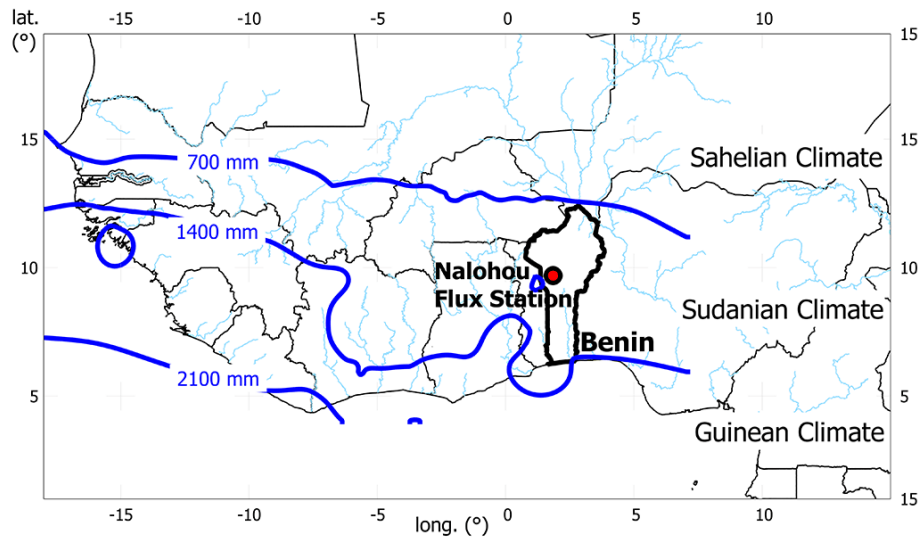 lat.
(°)
-15 -10 -5 0 5 10 15
15
15
700 mm
Sahelian Climate
1400 mm
10
Nalohou
Flux Station
10
Sudanian Climate
Benin
5
2100 mm
5
Guinean Climate
15
-15 -10 -5 0 5 10
long. (°)